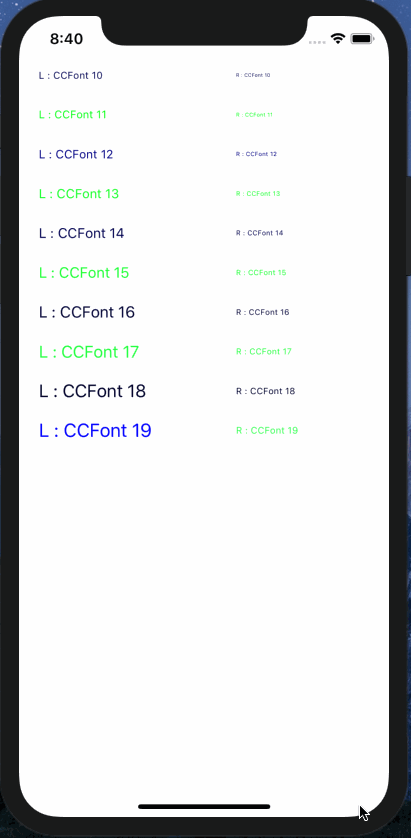 8:40
L : CCFont 10 R : CCFont 10
L : CCFont 11 R : CCFont 11
L : CCFont 12 R : CCFont 12
L : CCFont 13 R : CCFont 13
L : CCFont 14 R : CCFont 14
L : CCFont 15 R : CCFont 15
L : CCFont 16 R : CCFont 16
L : CCFont 17 R : CCFont 17
L : CCFont 18 R : CCFont 18
L : CCFont 19 R : CCFont 19